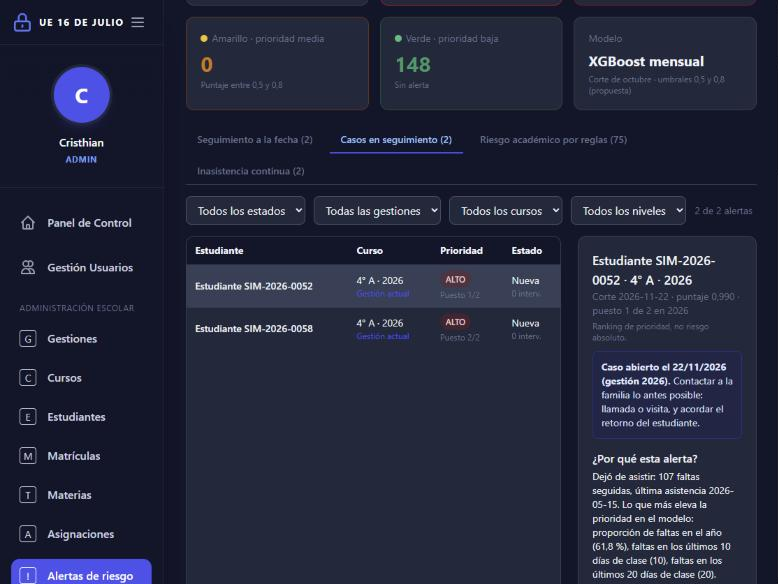 UE 16 DE JULIO
C
Cristhian
ADMIN
Panel de Control
Gestión Usuarios
ADMINISTRACIÓN ESCOLAR
G Gestiones
C Cursos
E Estudiantes
M Matrículas
T Materias
A Asignaciones
! Alertas de riesgo
Amarillo · prioridad media
0
Puntaje entre 0,5 y 0,8
Verde · prioridad baja
148
Sin alerta
Modelo
XGBoost mensual
Corte de octubre · umbrales 0,5 y 0,8
(propuesta)
Seguimiento a la fecha (2)
Casos en seguimiento (2)
Riesgo académico por reglas (75)
Inasistencia continua (2)
Todos los estados
Todas las gestiones
Todos los cursos
Todos los niveles
2 de 2 alertas
Estudiante Curso Prioridad Estado
Estudiante SIM-2026-0052 4° A · 2026 ALTO Nueva
Gestión actual Puesto 1/2 0 interv.
Estudiante SIM-2026-0058 4° A · 2026 ALTO Nueva
Gestión actual Puesto 2/2 0 interv.
Estudiante SIM-2026-
0052 · 4° A · 2026
Corte 2026-11-22 · puntaje 0,990 ·
puesto 1 de 2 en 2026
Ranking de prioridad, no riesgo
absoluto.
Caso abierto el 22/11/2026
(gestión 2026). Contactar a la
familia lo antes posible:
llamada o visita, y acordar el
retorno del estudiante.
¿Por qué esta alerta?
Dejó de asistir: 107 faltas
seguidas, última asistencia 2026-
05-15. Lo que más eleva la
prioridad en el modelo:
proporción de faltas en el año
(61,8 %), faltas en los últimos 10
días de clase (10), faltas en los
últimos 20 días de clase (20).